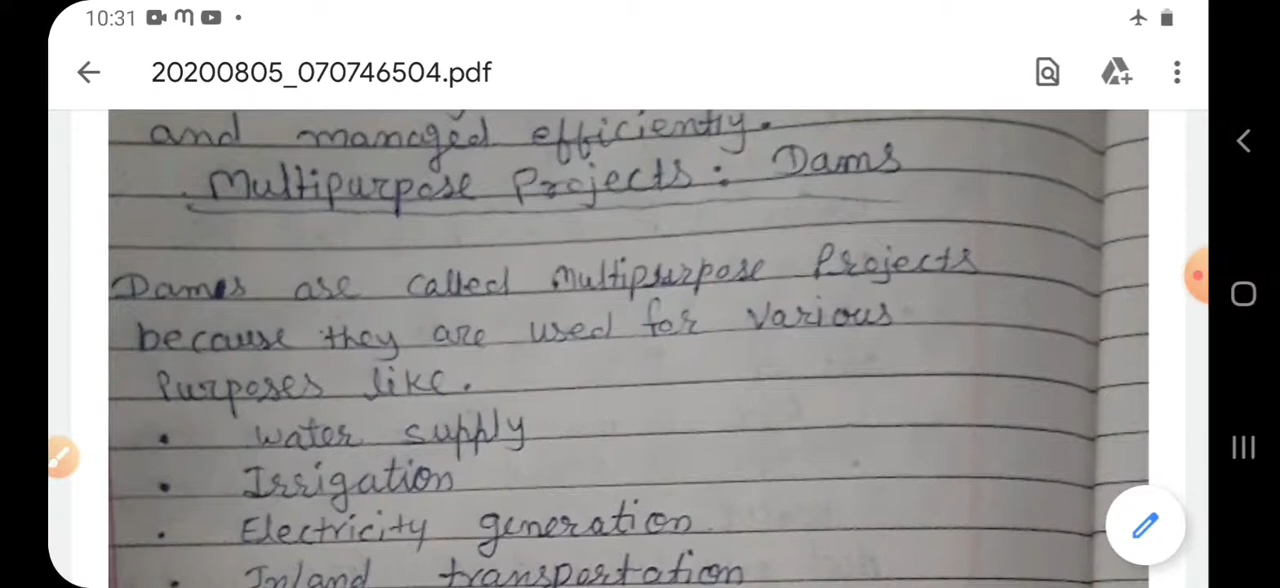 10:31
20200805_070746504.pdf
and managed efficiently.
Multipurpose Projects: Dams
Dams are called Multipurpose Projects
because they are used for various
Purposes like.
• water supply
• Irrigation
• Electricity generation
• Inland transportation